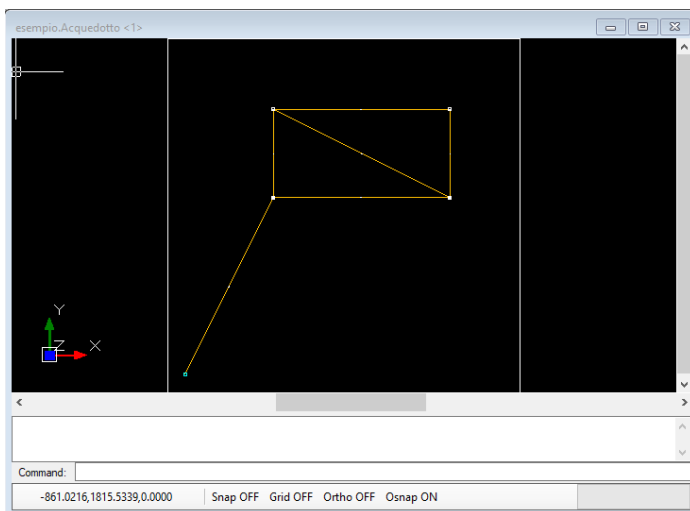 esempio.Acquedotto <1>
Y
Z
X
Command:
-861.0216,1815.5339,0.0000 Snap OFF Grid OFF Ortho OFF Osnap ON